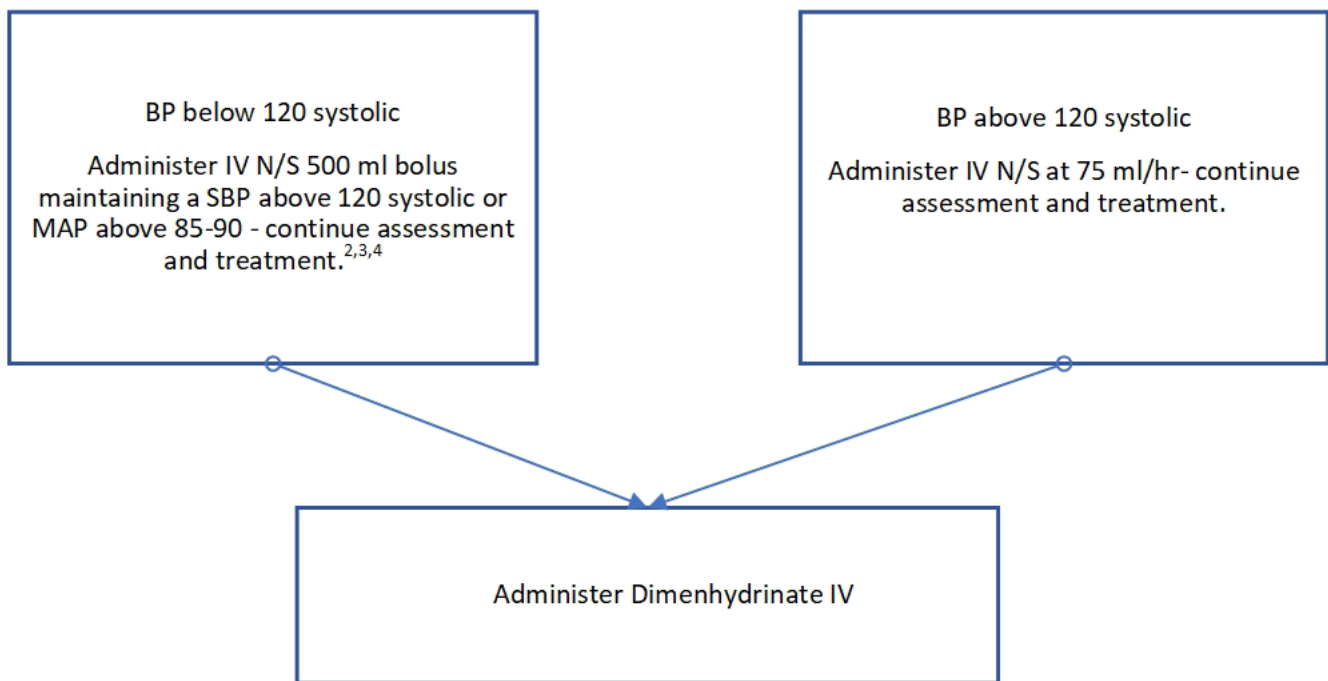 BP below 120 systolic
Administer IV N/S 500 ml bolus
maintaining a SBP above 120 systolic or
MAP above 85-90 - continue assessment
and treatment.2,3,4
BP above 120 systolic
Administer IV N/S at 75 ml/hr- continue
assessment and treatment.
Administer Dimenhydrinate IV